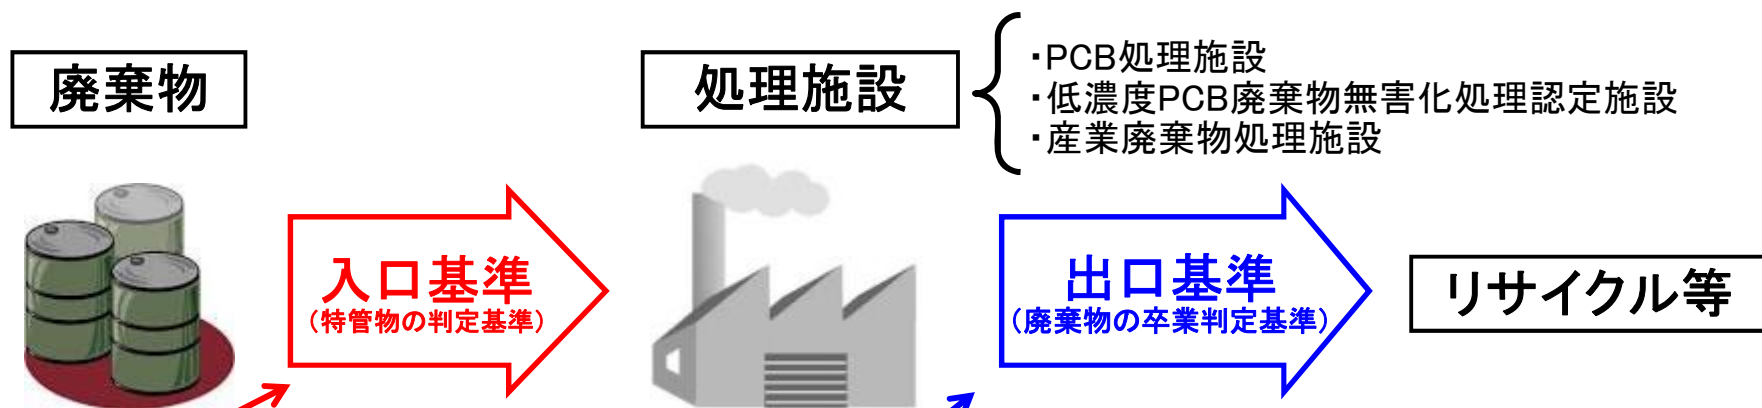 廃棄物
処理施設
・PCB処理施設
・低濃度PCB廃棄物無害化処理認定施設
・産業廃棄物処理施設
入口基準
（特管物の判定基準）
出口基準
（廃棄物の卒業判定基準）
リサイクル等